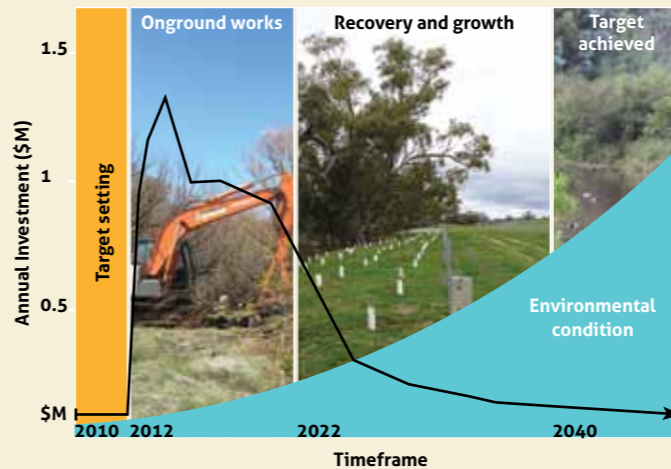 Onground works
Recovery and growth
Target
achieved
1.5
1
0.5
$M
Annual Investment ($M)
Target setting
Environmental
condition
2010 2012 2022 2040
Timeframe